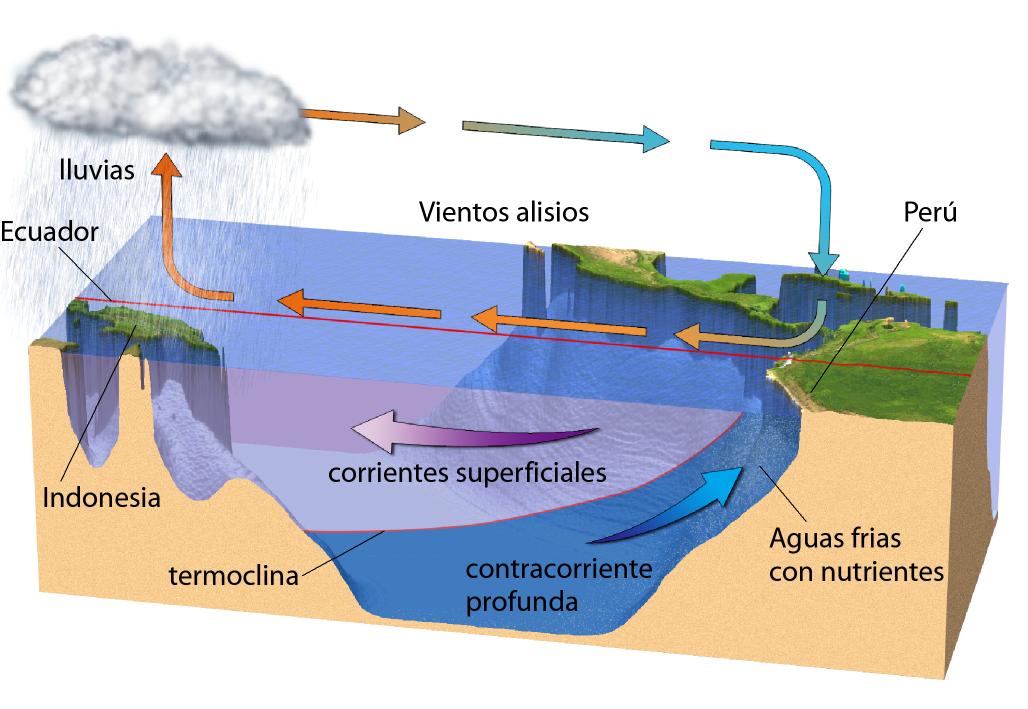 lluvias
Ecuador
Vientos alisios
Perú
corrientes superficiales
Indonesia
termoclina
contracorriente
profunda
Aguas frias
con nutrientes